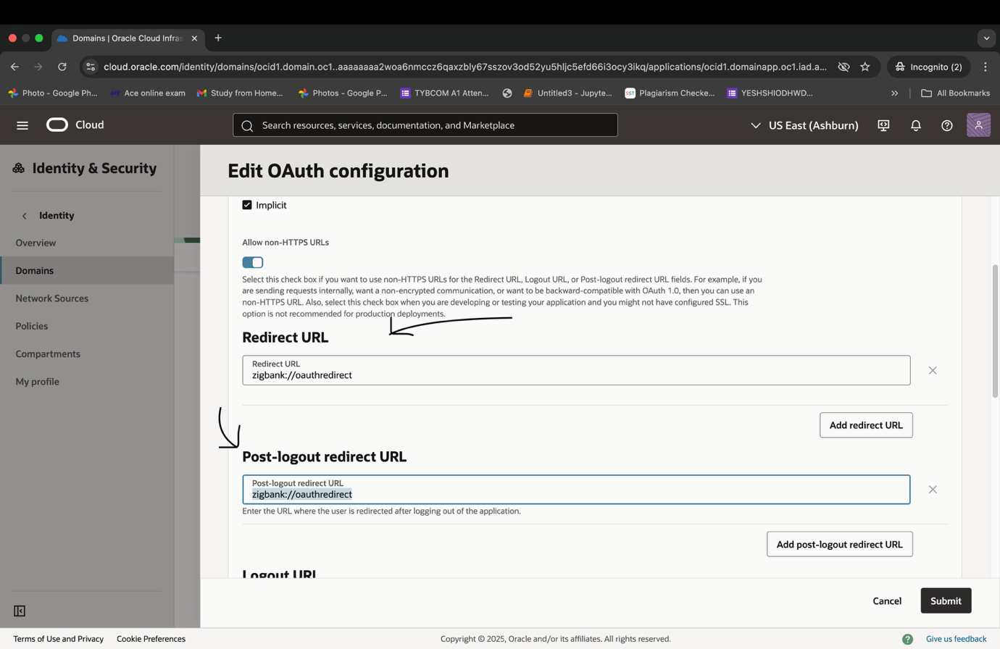 Domains | Oracle Cloud Infras
cloud.oracle.com/identity/domains/ocid1.domain.oc1..aaaaaaaa2woa6nmccz6qaxzbly67sszov3od52yu5hljc5efd66i3ocy3ikq/applications/ocid1.domainapp.oc1.iad.a...
Incognito (2)
Photo - Google Ph...
Ace online exam
Study from Home...
Photos - Google P...
TYBCOM A1 Atten...
Untitled3 - Jupyte...
SST
Plagiarism Checke...
YESHSHIODHWD...
All Bookmarks
Cloud
Search resources, services, documentation, and Marketplace
US East (Ashburn)
Identity & Security
Identity
Overview
Domains
Network Sources
Policies
Compartments
My profile
Edit OAuth configuration
Implicit
Allow non-HTTPS URLs
Select this check box if you want to use non-HTTPS URLs for the Redirect URL, Logout URL, or Post-logout redirect URL fields. For example, if you
are sending requests internally, want a non-encrypted communication, or want to be backward-compatible with OAuth 1.0, then you can use an
non-HTTPS URL. Also, select this check box when you are developing or testing your application and you might not have configured SSL. This
option is not recommended for production deployments.
Redirect URL
Redirect URL
zigbank://oauthredirect
Add redirect URL
Post-logout redirect URL
Post-logout redirect URL
zigbank://oauthredirect
Enter the URL where the user is redirected after logging out of the application.
Add post-logout redirect URL
Logout URL
Cancel
Submit
Terms of Use and Privacy
Cookie Preferences
Copyright © 2025, Oracle and/or its affiliates. All rights reserved.
Give us feedback